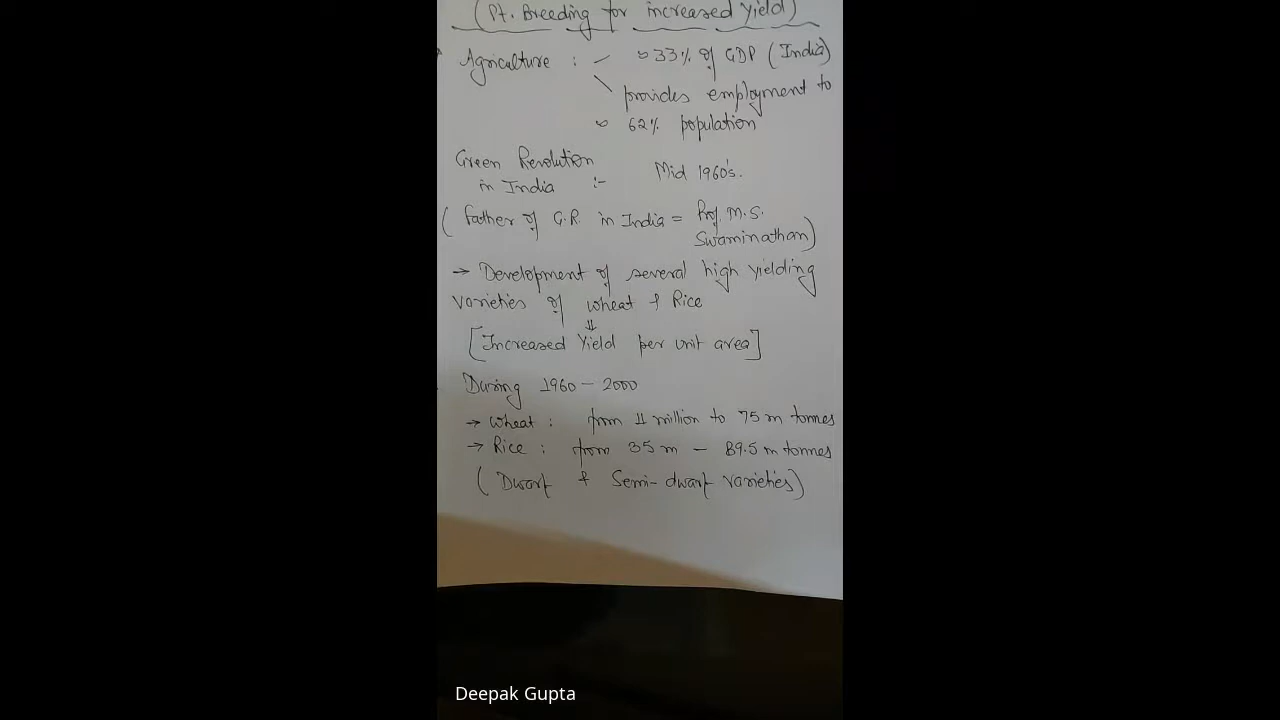 (Pt. Breeding for increased Yield)
Agriculture : - ~33% of GDP (India)
provides employment to
~ 62% population
Green Revolution
in India :- Mid 1960's.
(Father of G.R. in India = Prof. M.S.
Swaminathan)
→ Development of several high yielding
varieties of wheat & Rice
⇓
[Increased Yield per unit area]
During 1960 - 2000
→ Wheat : from 11 million to 75 m tonnes
→ Rice : from 35 m - 89.5 m tonnes
(Dwarf & Semi-dwarf varieties)
Deepak Gupta